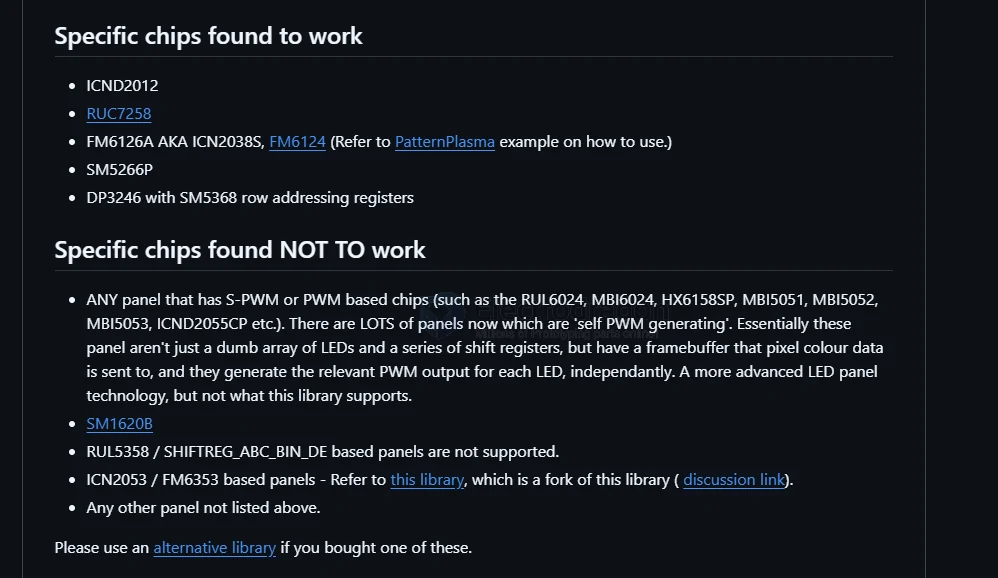 Specific chips found to work
ICND2012
RUC7258
FM6126A AKA ICN2038S, FM6124 (Refer to PatternPlasma example on how to use.)
SM5266P
DP3246 with SM5368 row addressing registers
Specific chips found NOT TO work
ANY panel that has S-PWM or PWM based chips (such as the RUL6024, MBI6024, HX6158SP, MBI5051, MBI5052,
MBI5053, ICND2055CP etc.). There are LOTS of panels now which are 'self PWM generating'. Essentially these
panel aren't just a dumb array of LEDs and a series of shift registers, but have a framebuffer that pixel colour data
is sent to, and they generate the relevant PWM output for each LED, independantly. A more advanced LED panel
technology, but not what this library supports.
SM1620B
RUL5358 / SHIFTREG_ABC_BIN_DE based panels are not supported.
ICN2053 / FM6353 based panels - Refer to this library, which is a fork of this library ( discussion link).
Any other panel not listed above.
Please use an alternative library if you bought one of these.